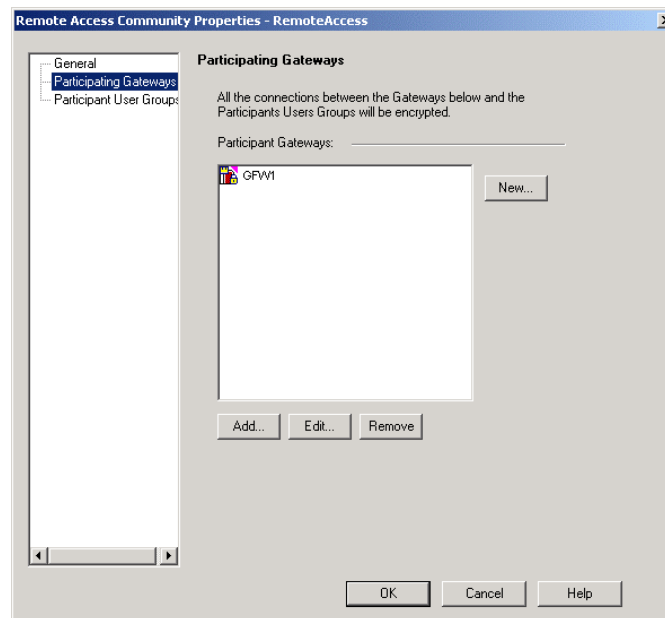 Remote Access Community Properties - RemoteAccess
General
Participating Gateways
Participant User Groups
Participating Gateways
All the connections between the Gateways below and the
Participants Users Groups will be encrypted.
Participant Gateways:
GFW1
New...
Add...
Edit...
Remove
OK
Cancel
Help